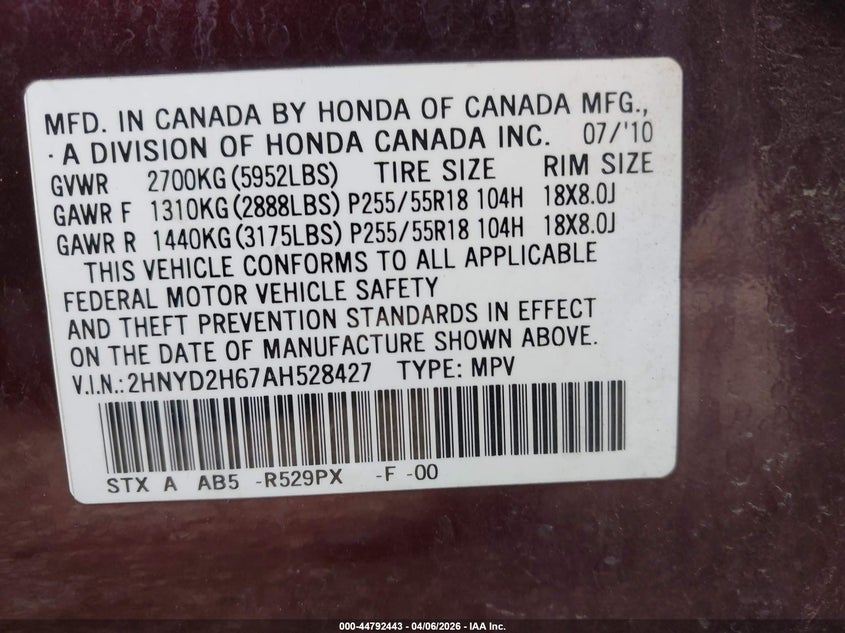 MFD. IN CANADA BY HONDA OF CANADA MFG.,
· A DIVISION OF HONDA CANADA INC. 07/'10
GVWR 2700KG (5952LBS) TIRE SIZE RIM SIZE
GAWR F 1310KG (2888LBS) P255/55R18 104H 18X8.0J
GAWR R 1440KG (3175LBS) P255/55R18 104H 18X8.0J
THIS VEHICLE CONFORMS TO ALL APPLICABLE
FEDERAL MOTOR VEHICLE SAFETY
AND THEFT PREVENTION STANDARDS IN EFFECT
ON THE DATE OF MANUFACTURE SHOWN ABOVE.
V.I.N.: 2HNYD2H67AH528427 TYPE: MPV
STX A AB5 -R529PX -F -00
000-44792443 - 04/06/2026 - IAA Inc.